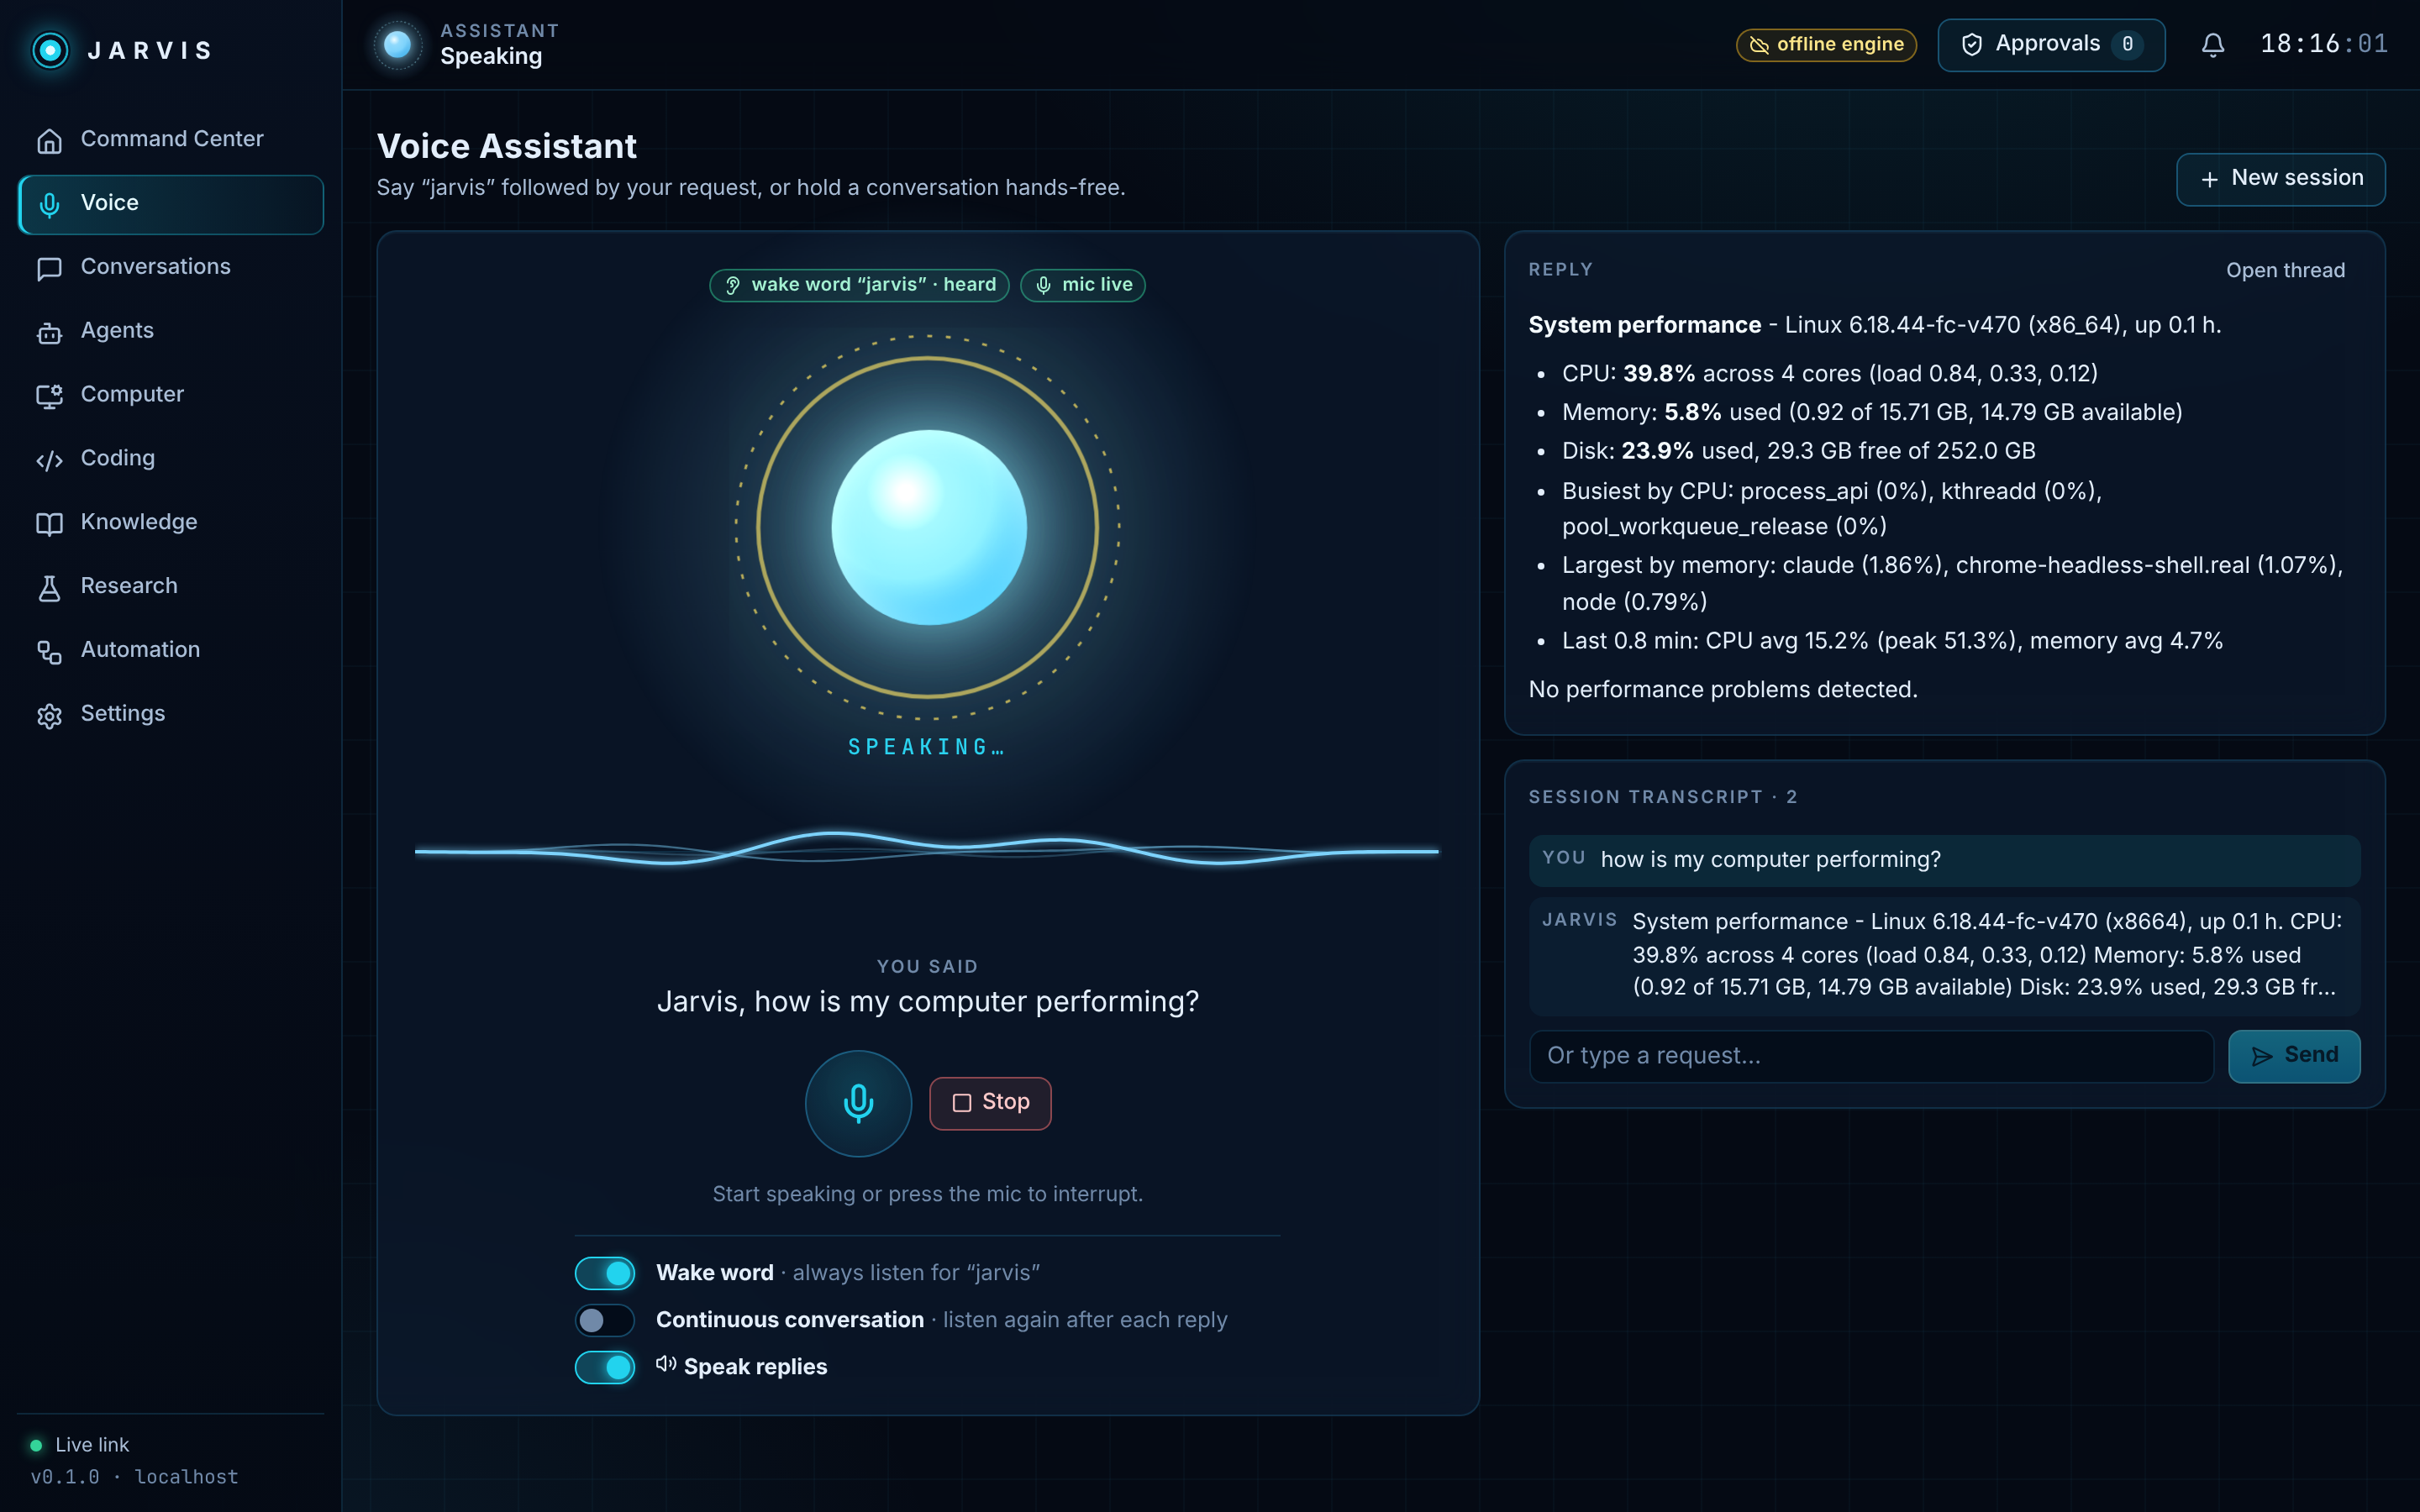 JARVIS
Command Center
Voice
Conversations
Agents
Computer
Coding
Knowledge
Research
Automation
Settings
Live link
v0.1.0 · localhost
ASSISTANT
Speaking
offline engine
Approvals 0
18:16:01
Voice Assistant
Say “jarvis” followed by your request, or hold a conversation hands-free.
New session
wake word “jarvis” · heard
mic live
SPEAKING…
YOU SAID
Jarvis, how is my computer performing?
Stop
Start speaking or press the mic to interrupt.
Wake word · always listen for “jarvis”
Continuous conversation · listen again after each reply
Speak replies
REPLY
Open thread
System performance - Linux 6.18.44-fc-v470 (x86_64), up 0.1 h.
• CPU: 39.8% across 4 cores (load 0.84, 0.33, 0.12)
• Memory: 5.8% used (0.92 of 15.71 GB, 14.79 GB available)
• Disk: 23.9% used, 29.3 GB free of 252.0 GB
• Busiest by CPU: process_api (0%), kthreadd (0%),
pool_workqueue_release (0%)
• Largest by memory: claude (1.86%), chrome-headless-shell.real (1.07%),
node (0.79%)
• Last 0.8 min: CPU avg 15.2% (peak 51.3%), memory avg 4.7%
No performance problems detected.
SESSION TRANSCRIPT · 2
YOU how is my computer performing?
JARVIS System performance - Linux 6.18.44-fc-v470 (x8664), up 0.1 h. CPU:
39.8% across 4 cores (load 0.84, 0.33, 0.12) Memory: 5.8% used
(0.92 of 15.71 GB, 14.79 GB available) Disk: 23.9% used, 29.3 GB fr...
Or type a request...
Send